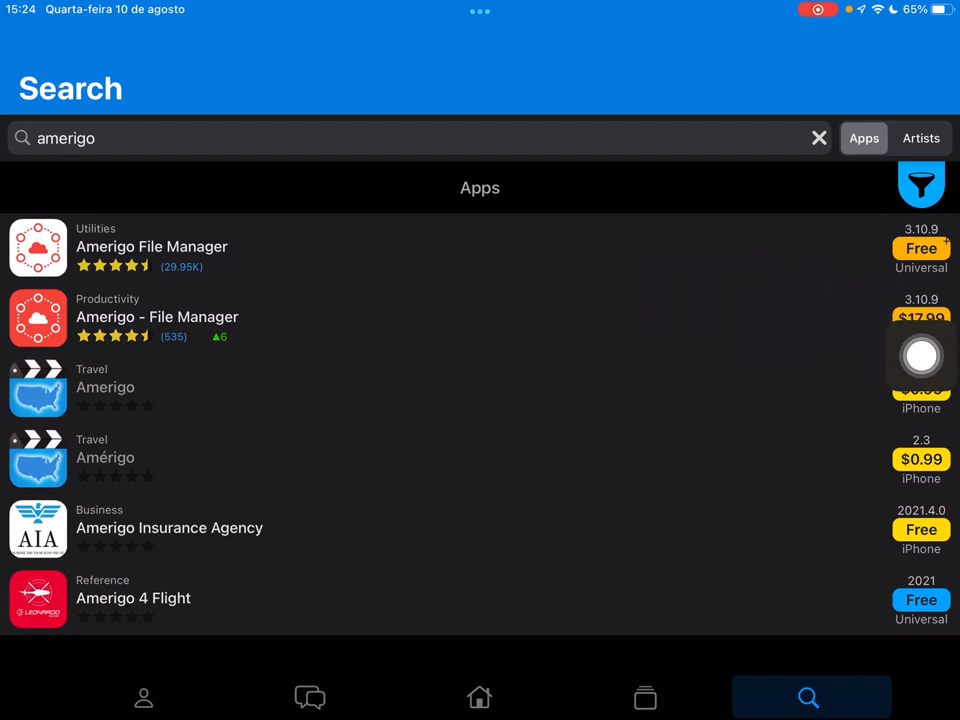 15:24 Quarta-feira 10 de agosto
65%
Search
amerigo
Apps Artists
Apps
Utilities
Amerigo File Manager
(29.95K)
3.10.9
Free +
Universal
Productivity
Amerigo - File Manager
(535) ▲6
3.10.9
$17.99
Travel
Amerigo
iPhone
Travel
Amérigo
2.3
$0.99
iPhone
Business
AIA
Amerigo Insurance Agency
2021.4.0
Free
iPhone
Reference
LEONARDO
Amerigo 4 Flight
2021
Free
Universal